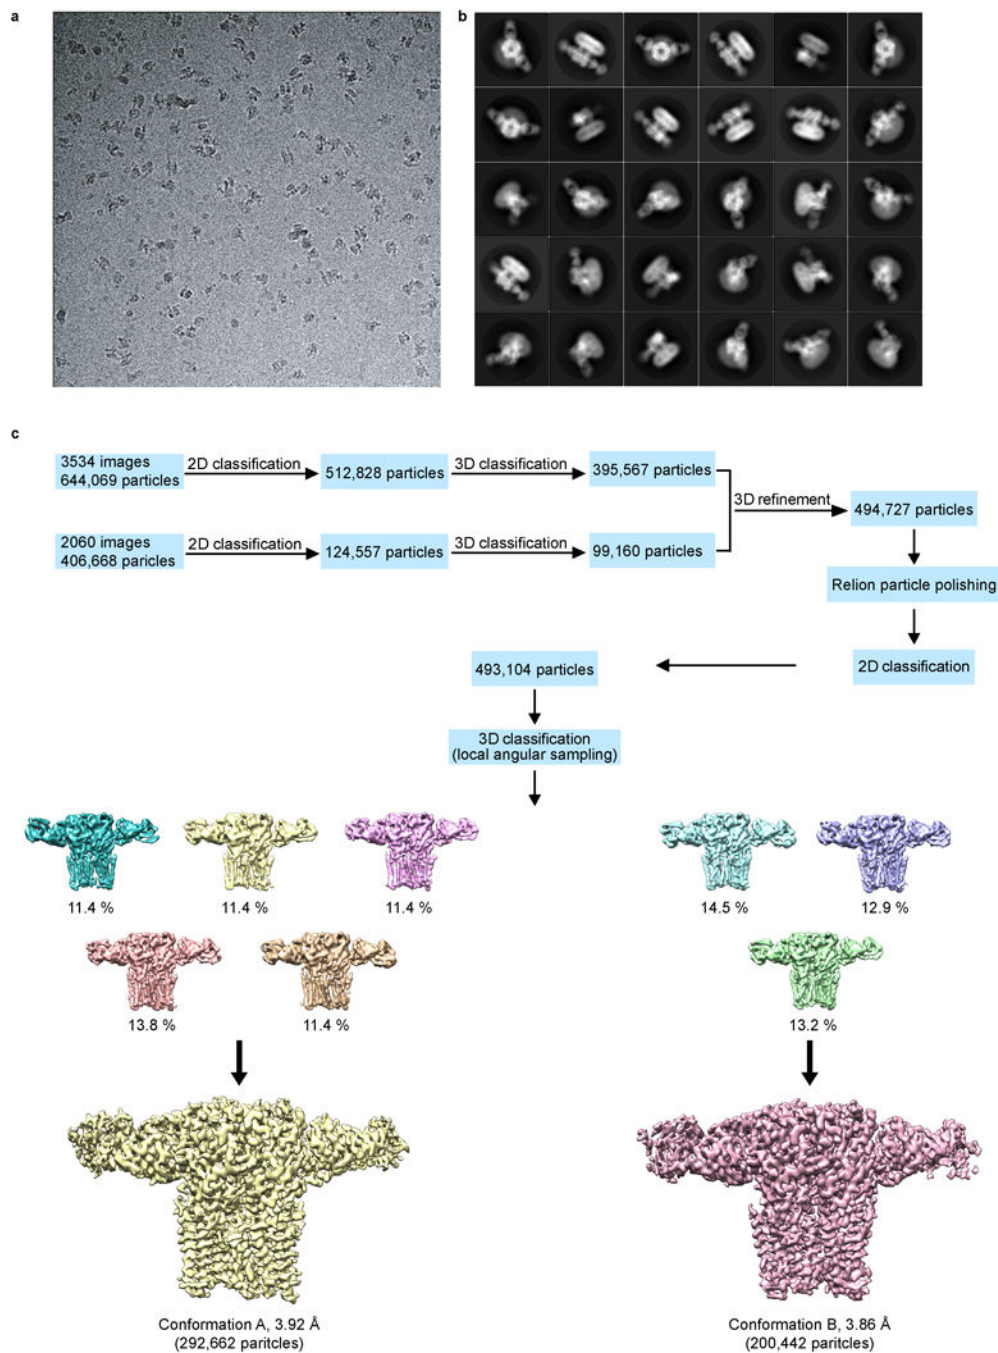 a
b
c
3534 images
644,069 particles
2D classification
512,828 particles
3D classification
395,567 particles
3D refinement
494,727 particles
2060 images
406,668 paricles
2D classification
124,557 particles
3D classification
99,160 particles
Relion particle polishing
2D classification
493,104 particles
3D classification
(local angular sampling)
11.4 %
11.4 %
11.4 %
14.5 %
12.9 %
13.8 %
11.4 %
13.2 %
Conformation A, 3.92 Å
(292,662 paritcles)
Conformation B, 3.86 Å
(200,442 paritcles)